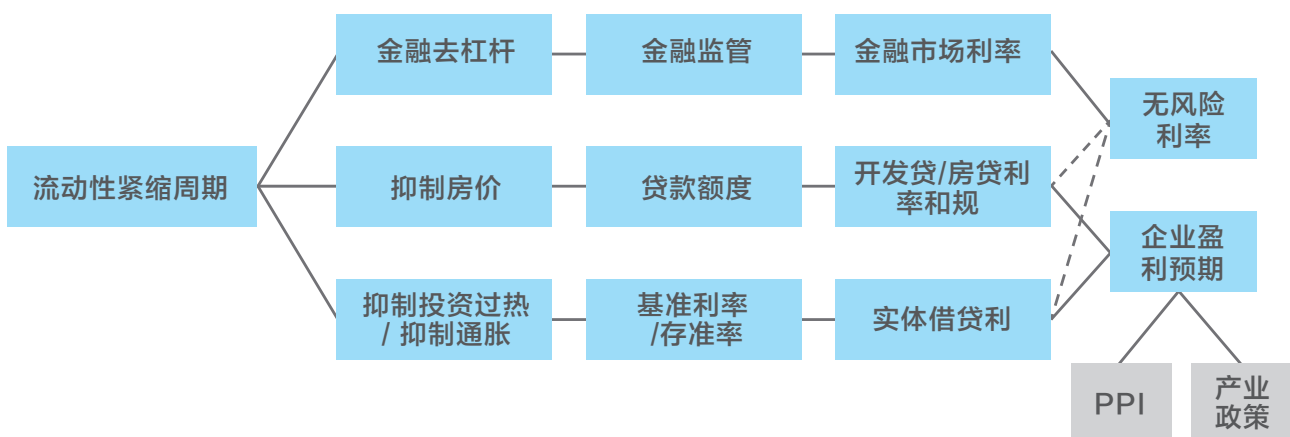 金融去杠杆
金融监管
金融市场利率
无风险
利率
流动性紧缩周期
抑制房价
贷款额度
开发贷/房贷利
率和规
企业盈
利预期
抑制投资过热
/ 抑制通胀
基准利率
/存准率
实体借贷利
PPI
产业
政策